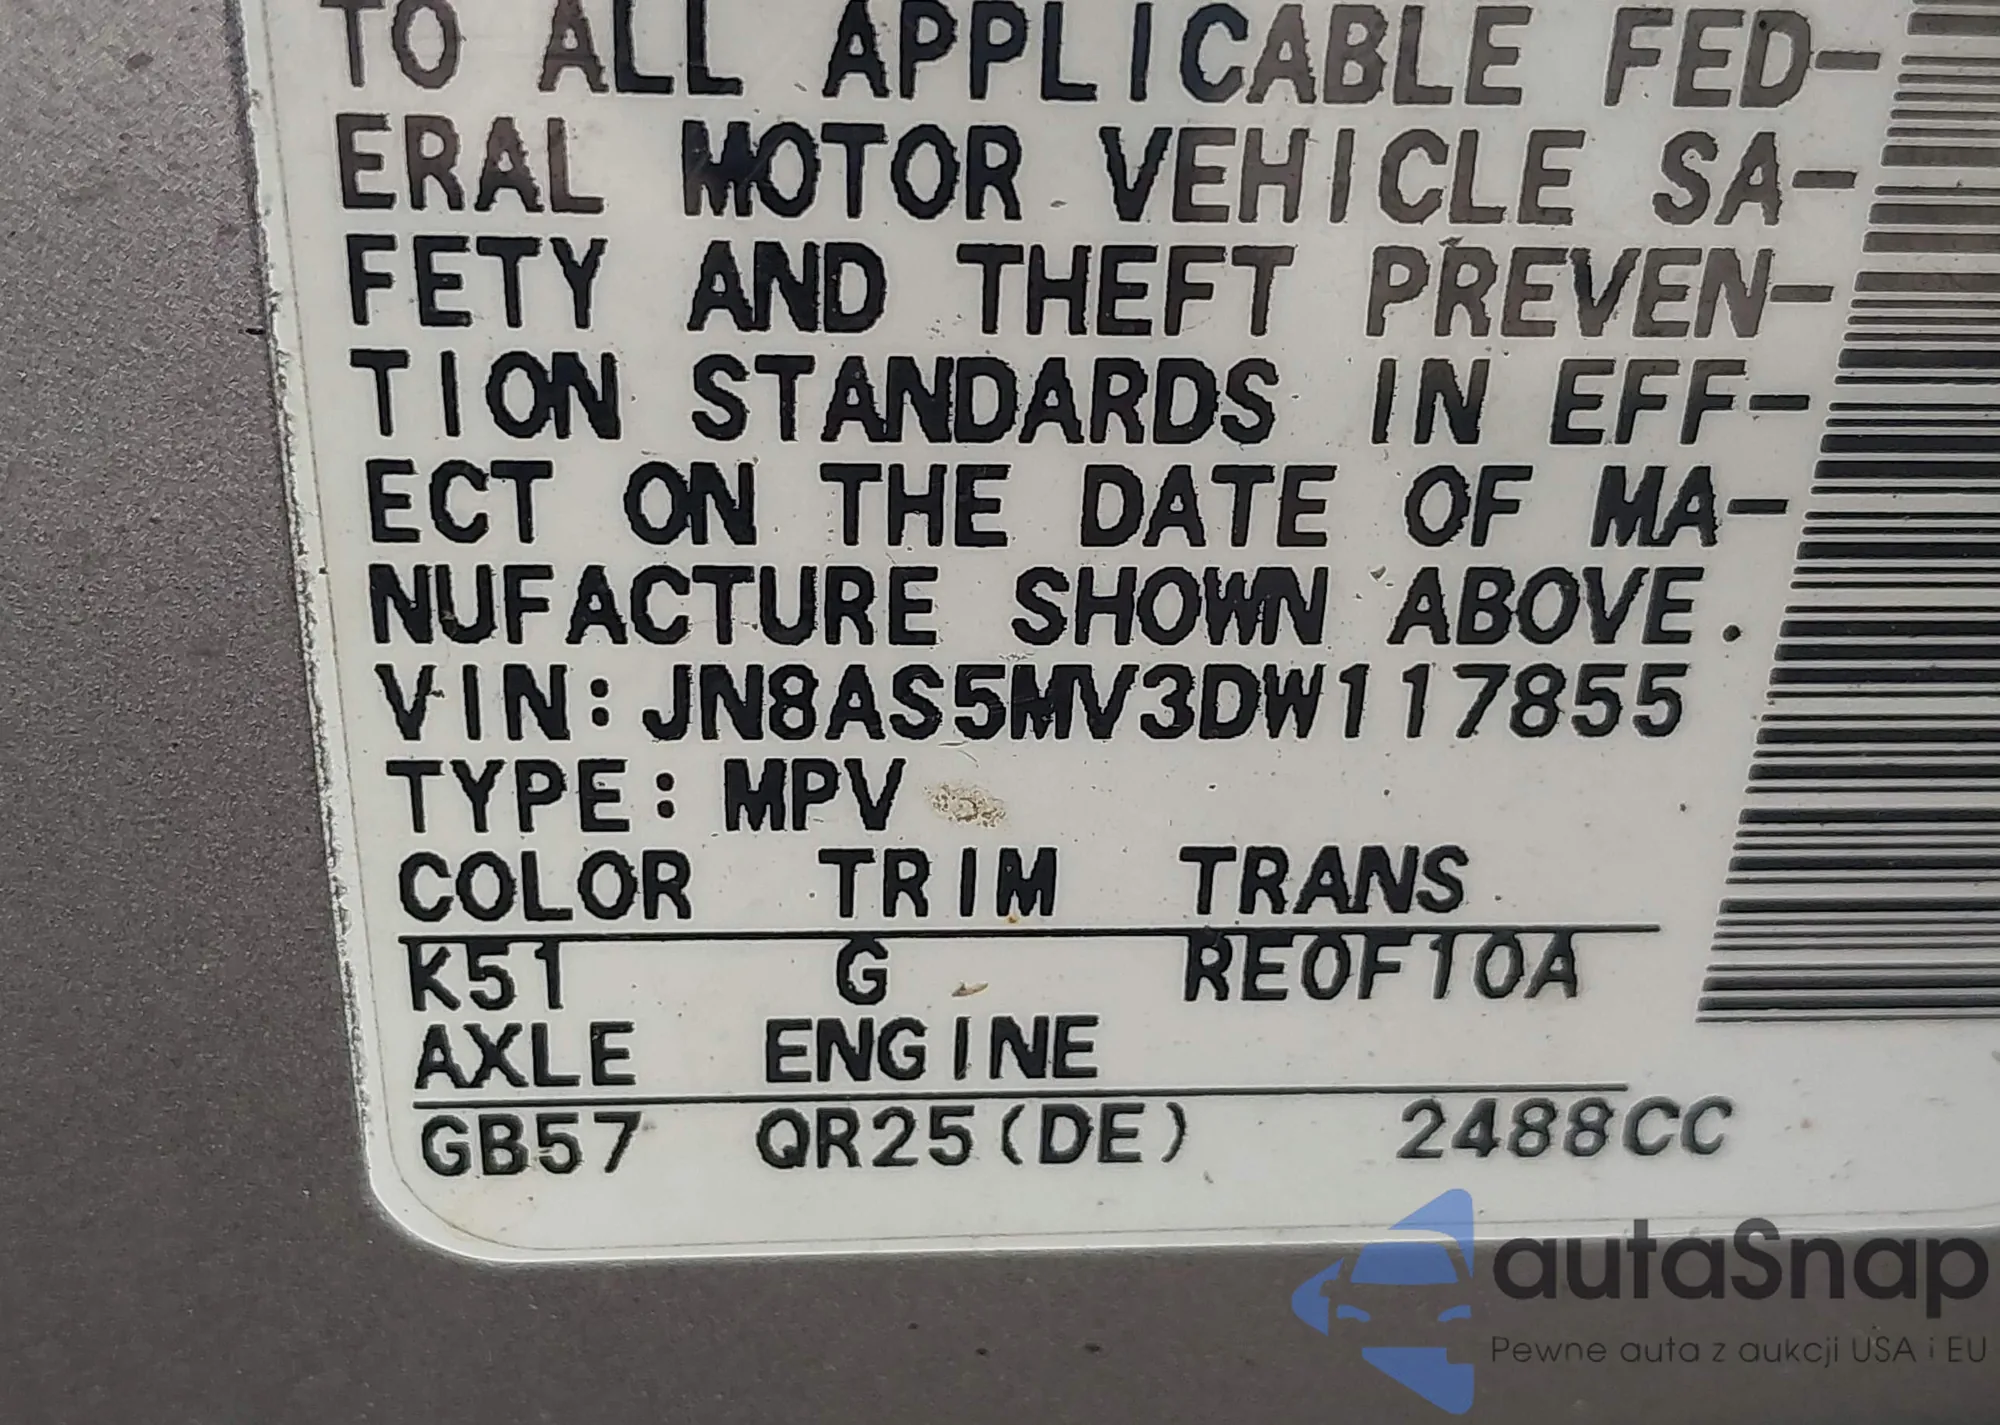 TO ALL APPLICABLE FED-
ERAL MOTOR VEHICLE SA-
FETY AND THEFT PREVEN-
TION STANDARDS IN EFF-
ECT ON THE DATE OF MA-
NUFACTURE SHOWN ABOVE.
VIN: JN8AS5MV3DW117855
TYPE: MPV
COLOR TRIM TRANS
K51 G RE0F10A
AXLE ENGINE
GB57 QR25(DE) 2488CC
autaSnap
Pewne auta z aukcji USA i EU